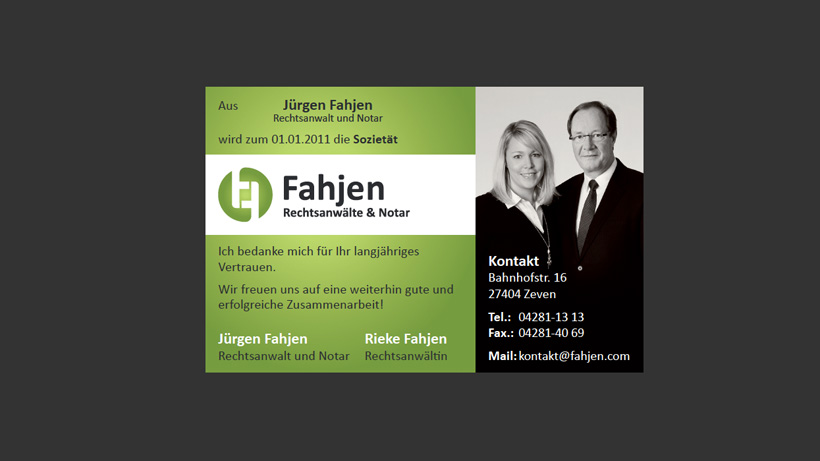 Aus Jürgen Fahjen
Rechtsanwalt und Notar
wird zum 01.01.2011 die Sozietät
Fahjen
Rechtsanwälte & Notar
Ich bedanke mich für Ihr langjähriges
Vertrauen.
Wir freuen uns auf eine weiterhin gute und
erfolgreiche Zusammenarbeit!
Jürgen Fahjen
Rechtsanwalt und Notar
Rieke Fahjen
Rechtsanwältin
Kontakt
Bahnhofstr. 16
27404 Zeven
Tel.: 04281-13 13
Fax.: 04281-40 69
Mail: kontakt@fahjen.com